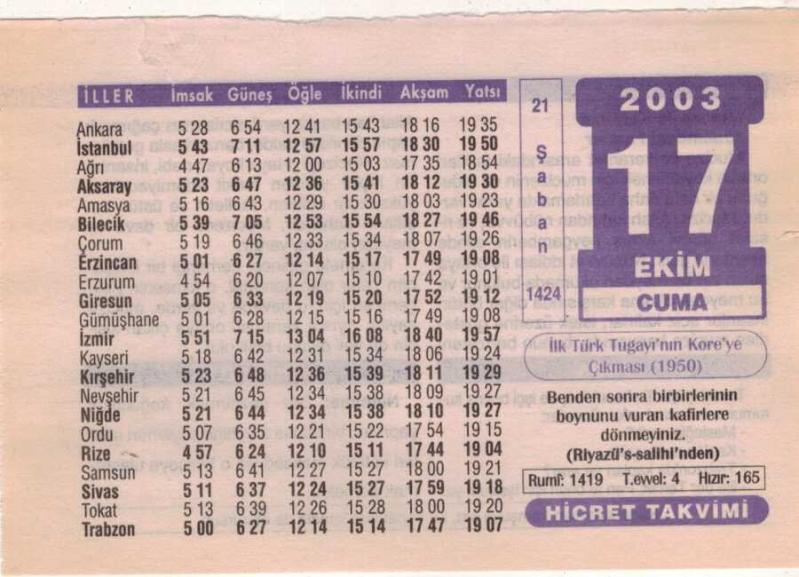 İLLER İmsak Güneş Öğle İkindi Akşam Yatsı
Ankara 5 28 6 54 12 41 15 43 18 16 19 35
İstanbul 5 43 7 11 12 57 15 57 18 30 19 50
Ağrı 4 47 6 13 12 00 15 03 17 35 18 54
Aksaray 5 23 6 47 12 36 15 41 18 12 19 30
Amasya 5 16 6 43 12 29 15 30 18 03 19 23
Bilecik 5 39 7 05 12 53 15 54 18 27 19 46
Çorum 5 19 6 46 12 33 15 34 18 07 19 26
Erzincan 5 01 6 27 12 14 15 17 17 49 19 08
Erzurum 4 54 6 20 12 07 15 10 17 42 19 01
Giresun 5 05 6 33 12 19 15 20 17 52 19 12
Gümüşhane 5 01 6 28 12 15 15 16 17 49 19 08
İzmir 5 51 7 15 13 04 16 08 18 40 19 57
Kayseri 5 18 6 42 12 31 15 34 18 06 19 24
Kırşehir 5 23 6 48 12 36 15 39 18 11 19 29
Nevşehir 5 21 6 45 12 34 15 38 18 09 19 27
Niğde 5 21 6 44 12 34 15 38 18 10 19 27
Ordu 5 07 6 35 12 21 15 22 17 54 19 15
Rize 4 57 6 24 12 10 15 11 17 44 19 04
Samsun 5 13 6 41 12 27 15 27 18 00 19 21
Sivas 5 11 6 37 12 24 15 27 17 59 19 18
Tokat 5 13 6 39 12 26 15 28 18 00 19 20
Trabzon 5 00 6 27 12 14 15 14 17 47 19 07
21
Şaban
1424
2003
17
EKİM
CUMA
İlk Türk Tugayi'nın Kore'ye
Çıkması (1950)
Benden sonra birbirlerinin
boynunu vuran kafirlere
dönmeyiniz.
(Riyazü's-salihi'nden)
Rumî: 1419 T.evvel: 4 Hızır: 165
HİCRET TAKVİMİ